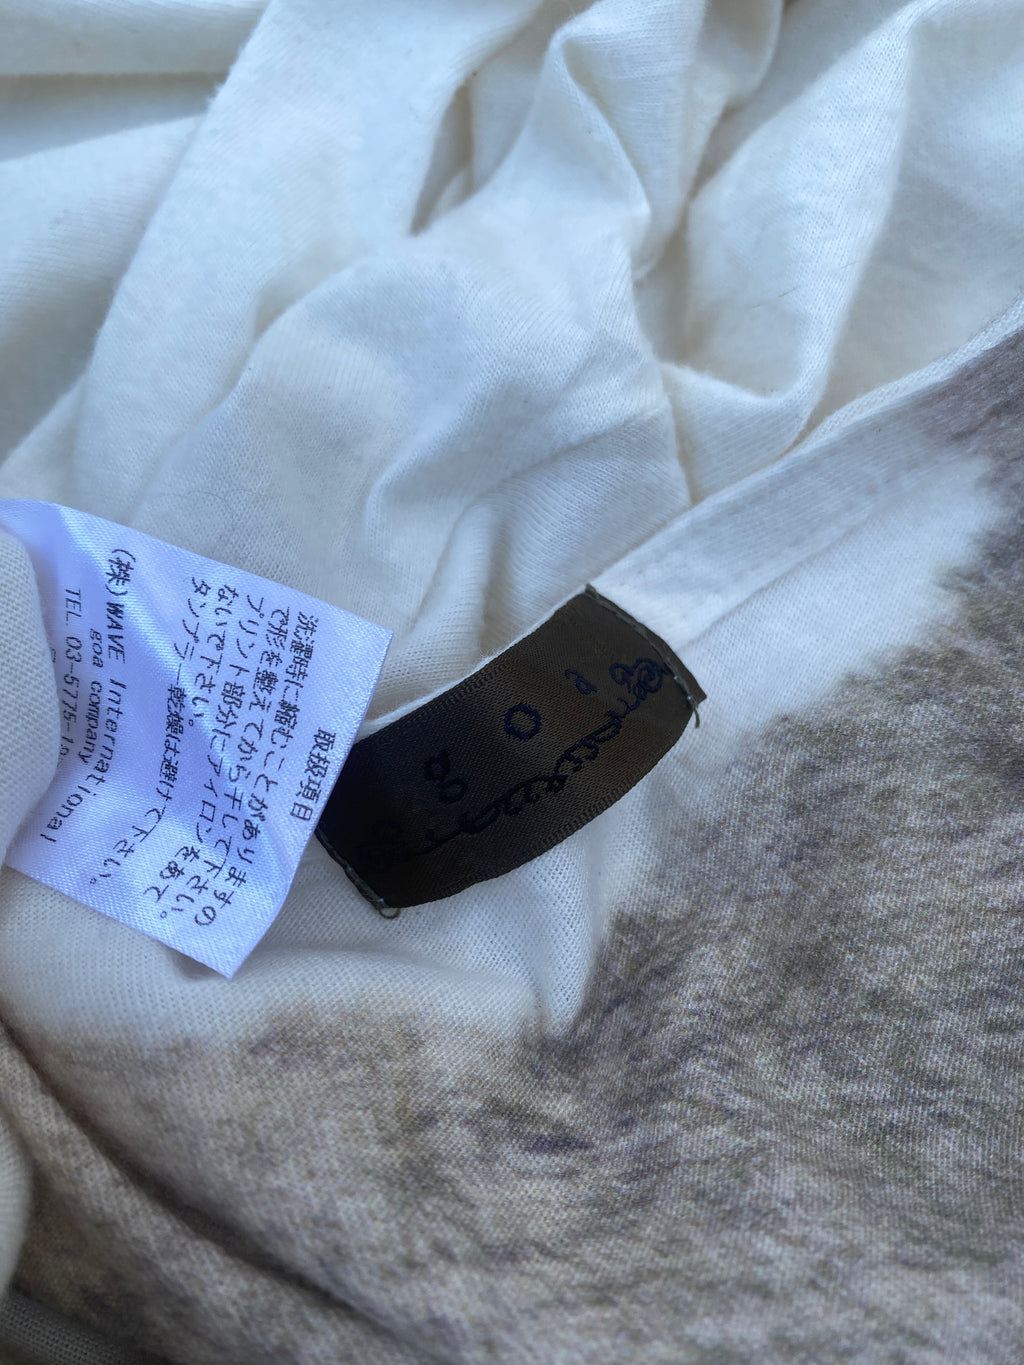 取扱項目
洗濯時に縮むことがありますの
で形を整えてから干して下さい。
プリント部分にアイロンをあて
ないで下さい。
タンブラー乾燥は避けて下さい。
(株)WAVE International
goa company
TEL. 03-5775-
goa